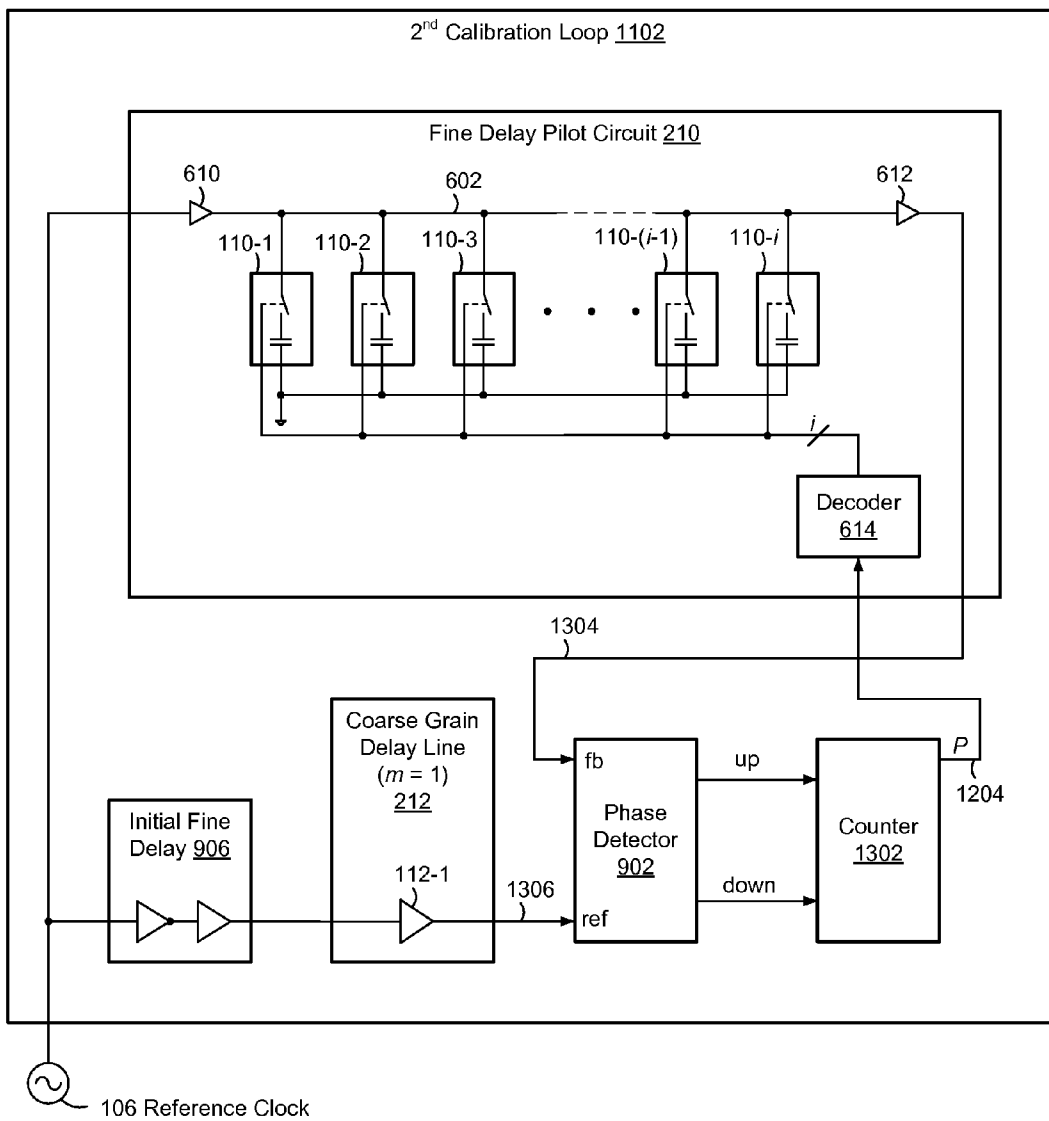 2nd Calibration Loop 1102
Fine Delay Pilot Circuit 210
610
602
612
110-1
110-2
110-3
110-(i-1)
110-i
i
Decoder
614
1304
Coarse Grain
Delay Line
(m = 1)
212
Initial Fine
Delay 906
112-1
1306
fb
Phase
Detector
902
ref
up
down
Counter
1302
P
1204
106 Reference Clock